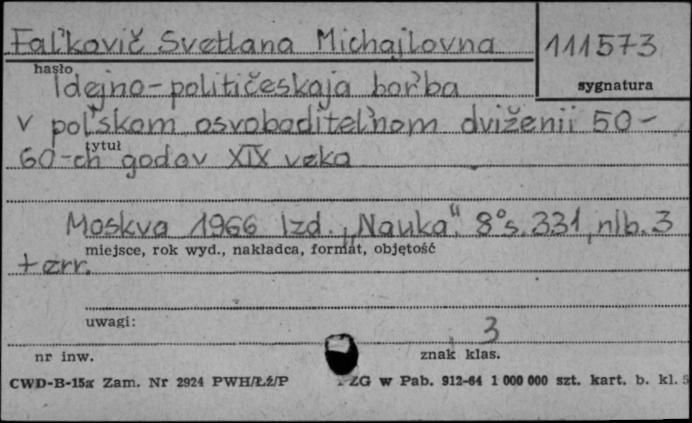 Fal'kovič Svetlana Michajlovna 111573
hasło sygnatura
Idejno-političeskaja bor'ba
v pol'skom osvoboditel'nom dviženii 50-
tytuł
60-ch godov XIX veka
Moskva 1966 Izd. „Nauka". 8° s. 331, nlb. 3
miejsce, rok wyd., nakładca, format, objętość
+ err.
uwagi:
3
nr inw. znak klas.
CWD-B-15a Zam. Nr 2924 PWH/ŁŹ/P ZG w Pab. 912-64 1 000 000 szt. kart. b. kl. 5